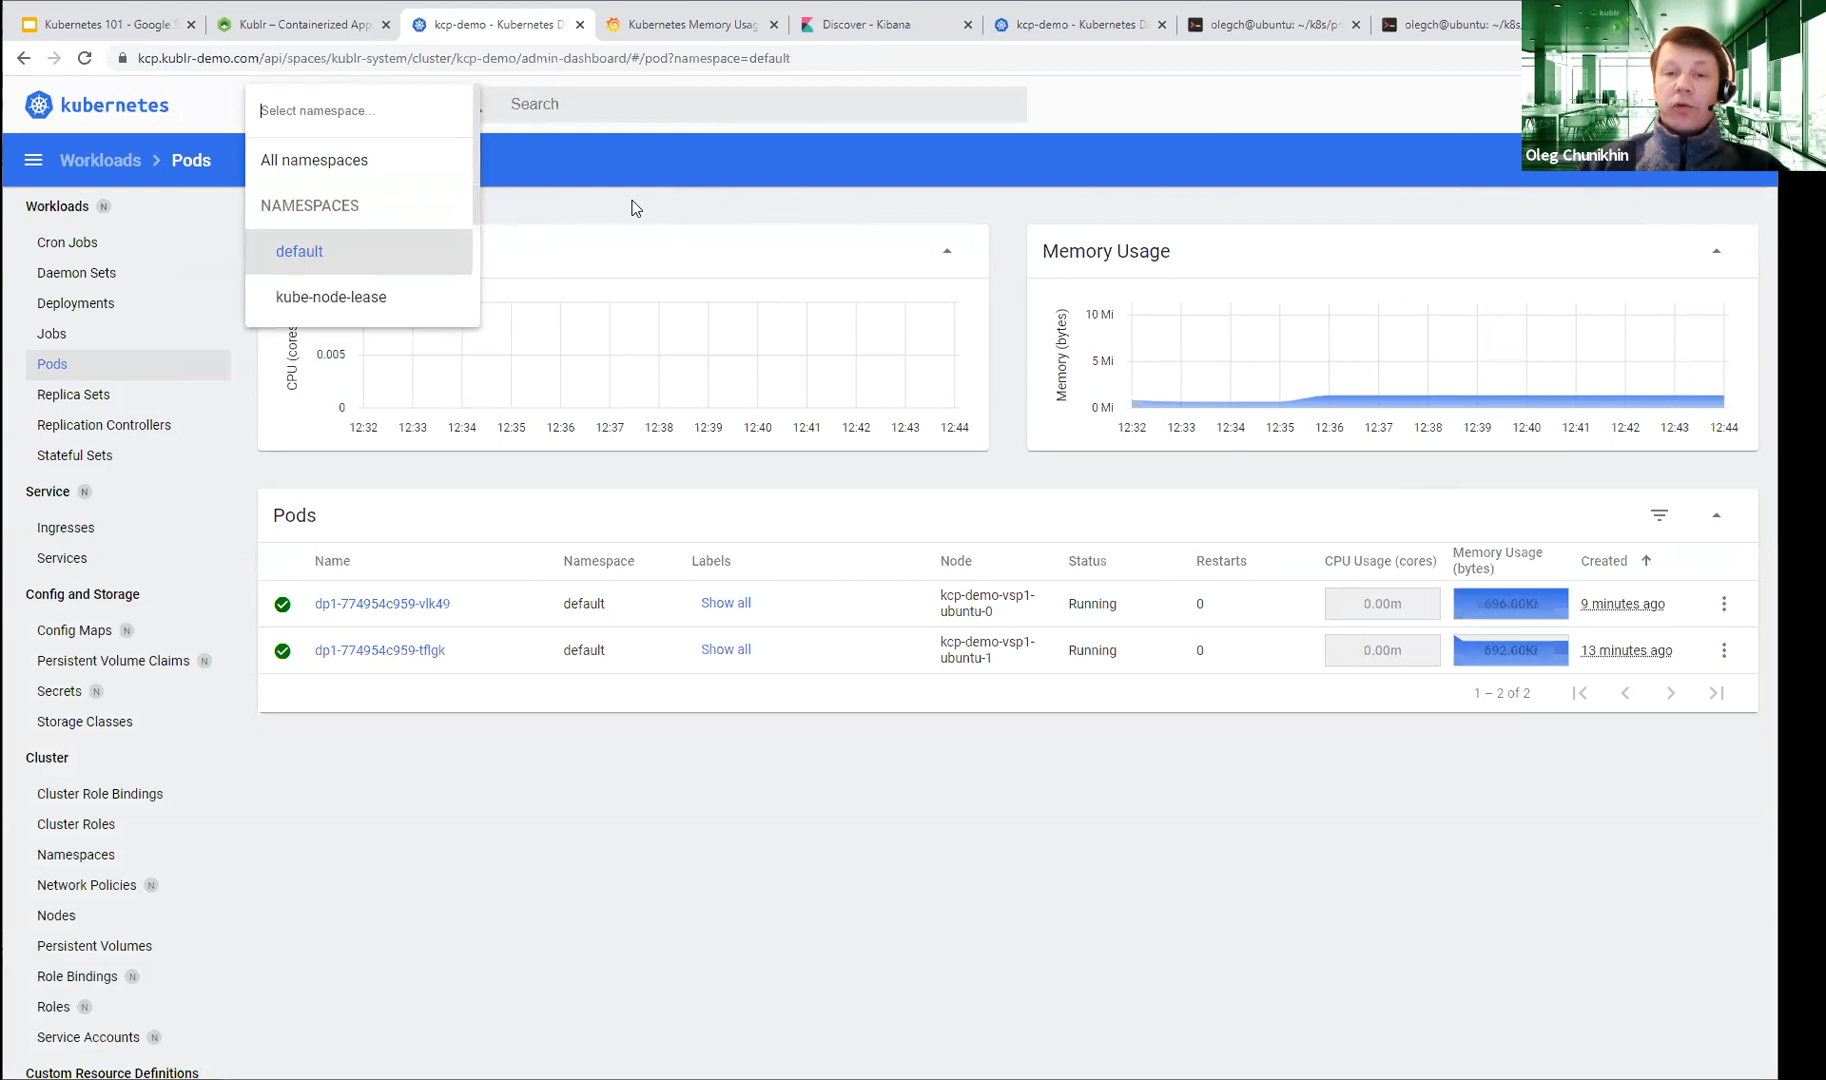 Kubernetes 101 - Google
Kublr – Containerized App
kcp-demo - Kubernetes D
Kubernetes Memory Usag
Discover - Kibana
kcp-demo - Kubernetes D
olegch@ubuntu: ~/k8s/p
olegch@ubuntu: ~/k8s
kcp.kublr-demo.com/api/spaces/kublr-system/cluster/kcp-demo/admin-dashboard/#/pod?namespace=default
kublr
Oleg Chunikhin
kubernetes
Select namespace...
Search
All namespaces
NAMESPACES
default
kube-node-lease
Workloads > Pods
Workloads N
Cron Jobs
Daemon Sets
Deployments
Jobs
Pods
Replica Sets
Replication Controllers
Stateful Sets
Service N
Ingresses
Services
Config and Storage
Config Maps N
Persistent Volume Claims N
Secrets N
Storage Classes
Cluster
Cluster Role Bindings
Cluster Roles
Namespaces
Network Policies N
Nodes
Persistent Volumes
Role Bindings N
Roles N
Service Accounts N
Custom Resource Definitions
CPU (cores
0.005
0
12:32 12:33 12:34 12:35 12:36 12:37 12:38 12:39 12:40 12:41 12:42 12:43 12:44
Memory Usage
Memory (bytes)
10 Mi
5 Mi
0 Mi
12:32 12:33 12:34 12:35 12:36 12:37 12:38 12:39 12:40 12:41 12:42 12:43 12:44
Pods
Name Namespace Labels Node Status Restarts CPU Usage (cores) Memory Usage (bytes) Created
dp1-774954c959-vlk49 default Show all kcp-demo-vsp1-ubuntu-0 Running 0 0.00m 696.00Ki 9 minutes ago
dp1-774954c959-tflgk default Show all kcp-demo-vsp1-ubuntu-1 Running 0 0.00m 692.00Ki 13 minutes ago
1 – 2 of 2